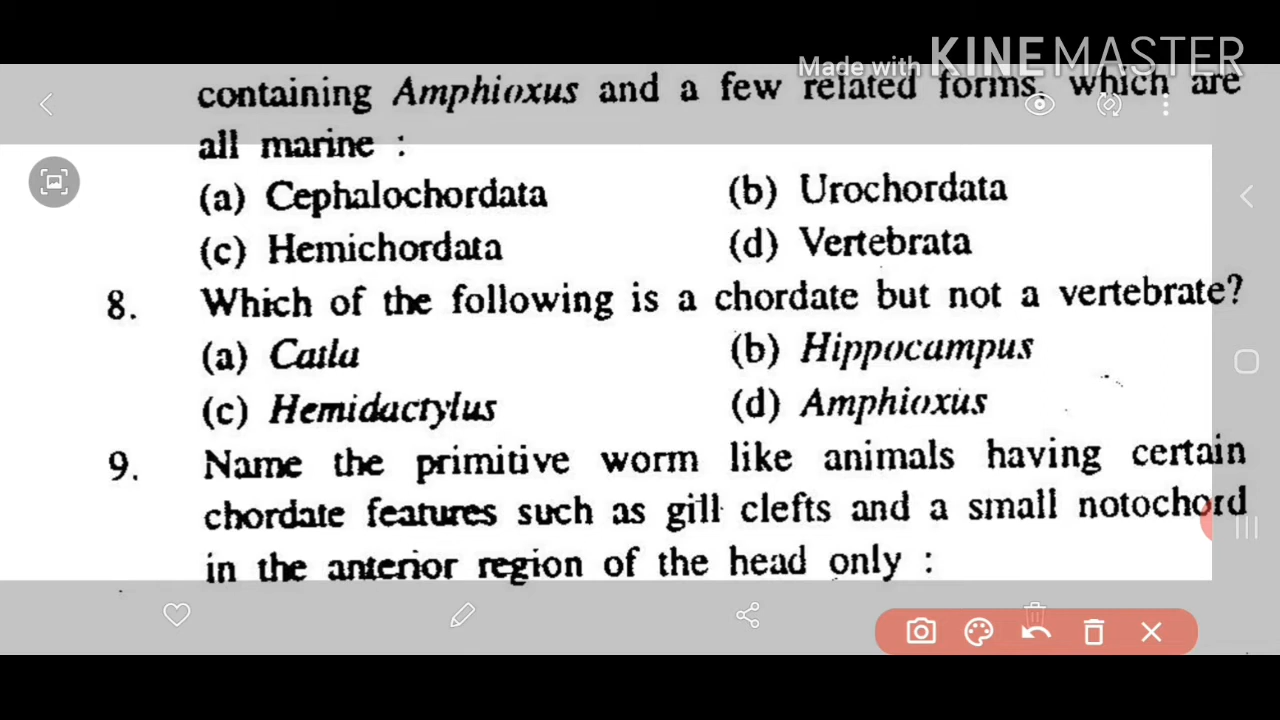 Made with KINEMASTER
containing Amphioxus and a few related forms, which are
all marine :
(a) Cephalochordata (b) Urochordata
(c) Hemichordata (d) Vertebrata
8. Which of the following is a chordate but not a vertebrate?
(a) Catla (b) Hippocampus
(c) Hemidactylus (d) Amphioxus
9. Name the primitive worm like animals having certain
chordate features such as gill clefts and a small notochord
in the anterior region of the head only :